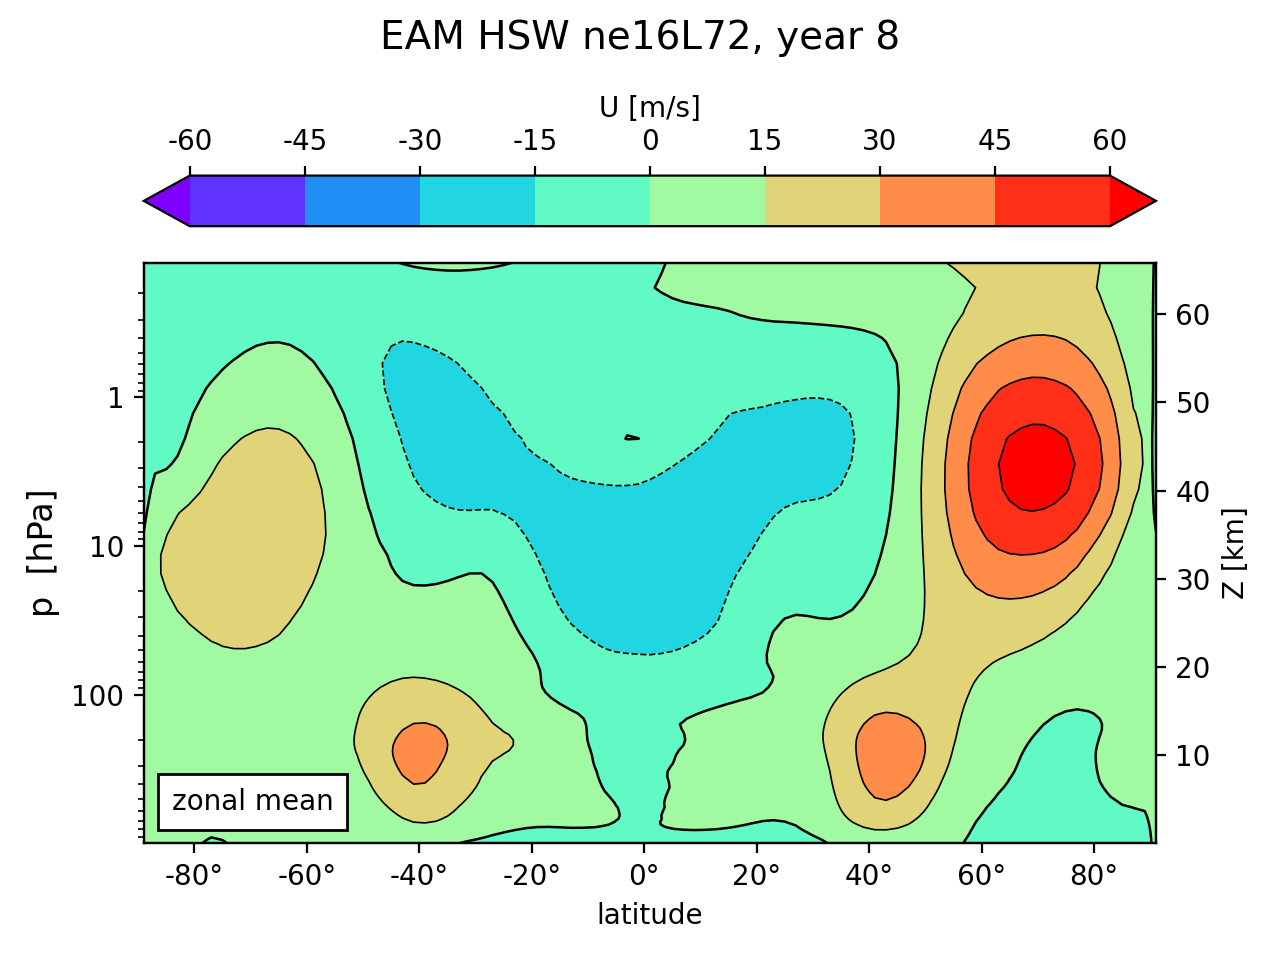 EAM HSW ne16L72, year 8
U [m/s]
-60 -45 -30 -15 0 15 30 45 60
60
1
50
40
10
30
20
100
10
p [hPa]
Z [km]
zonal mean
-80° -60° -40° -20° 0° 20° 40° 60° 80°
latitude